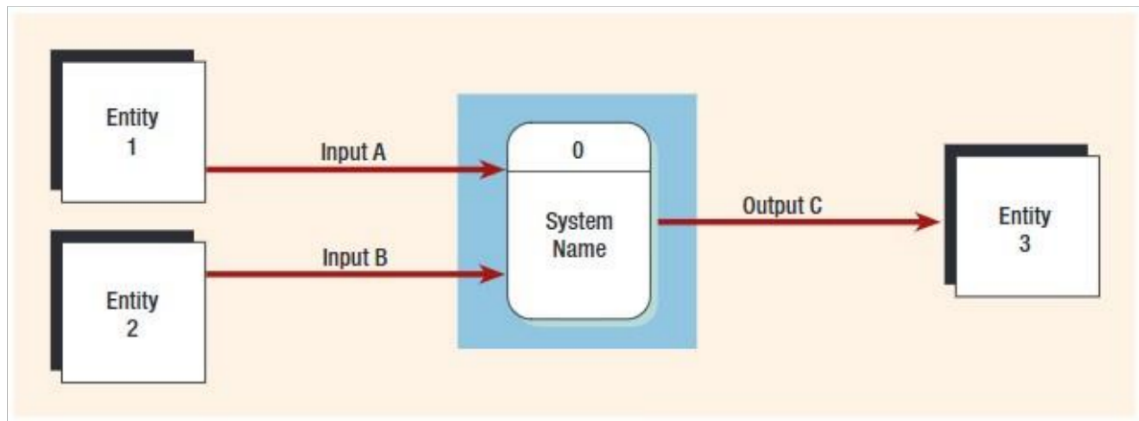 Entity
1
Input A
0
System
Name
Output C
Entity
3
Entity
2
Input B